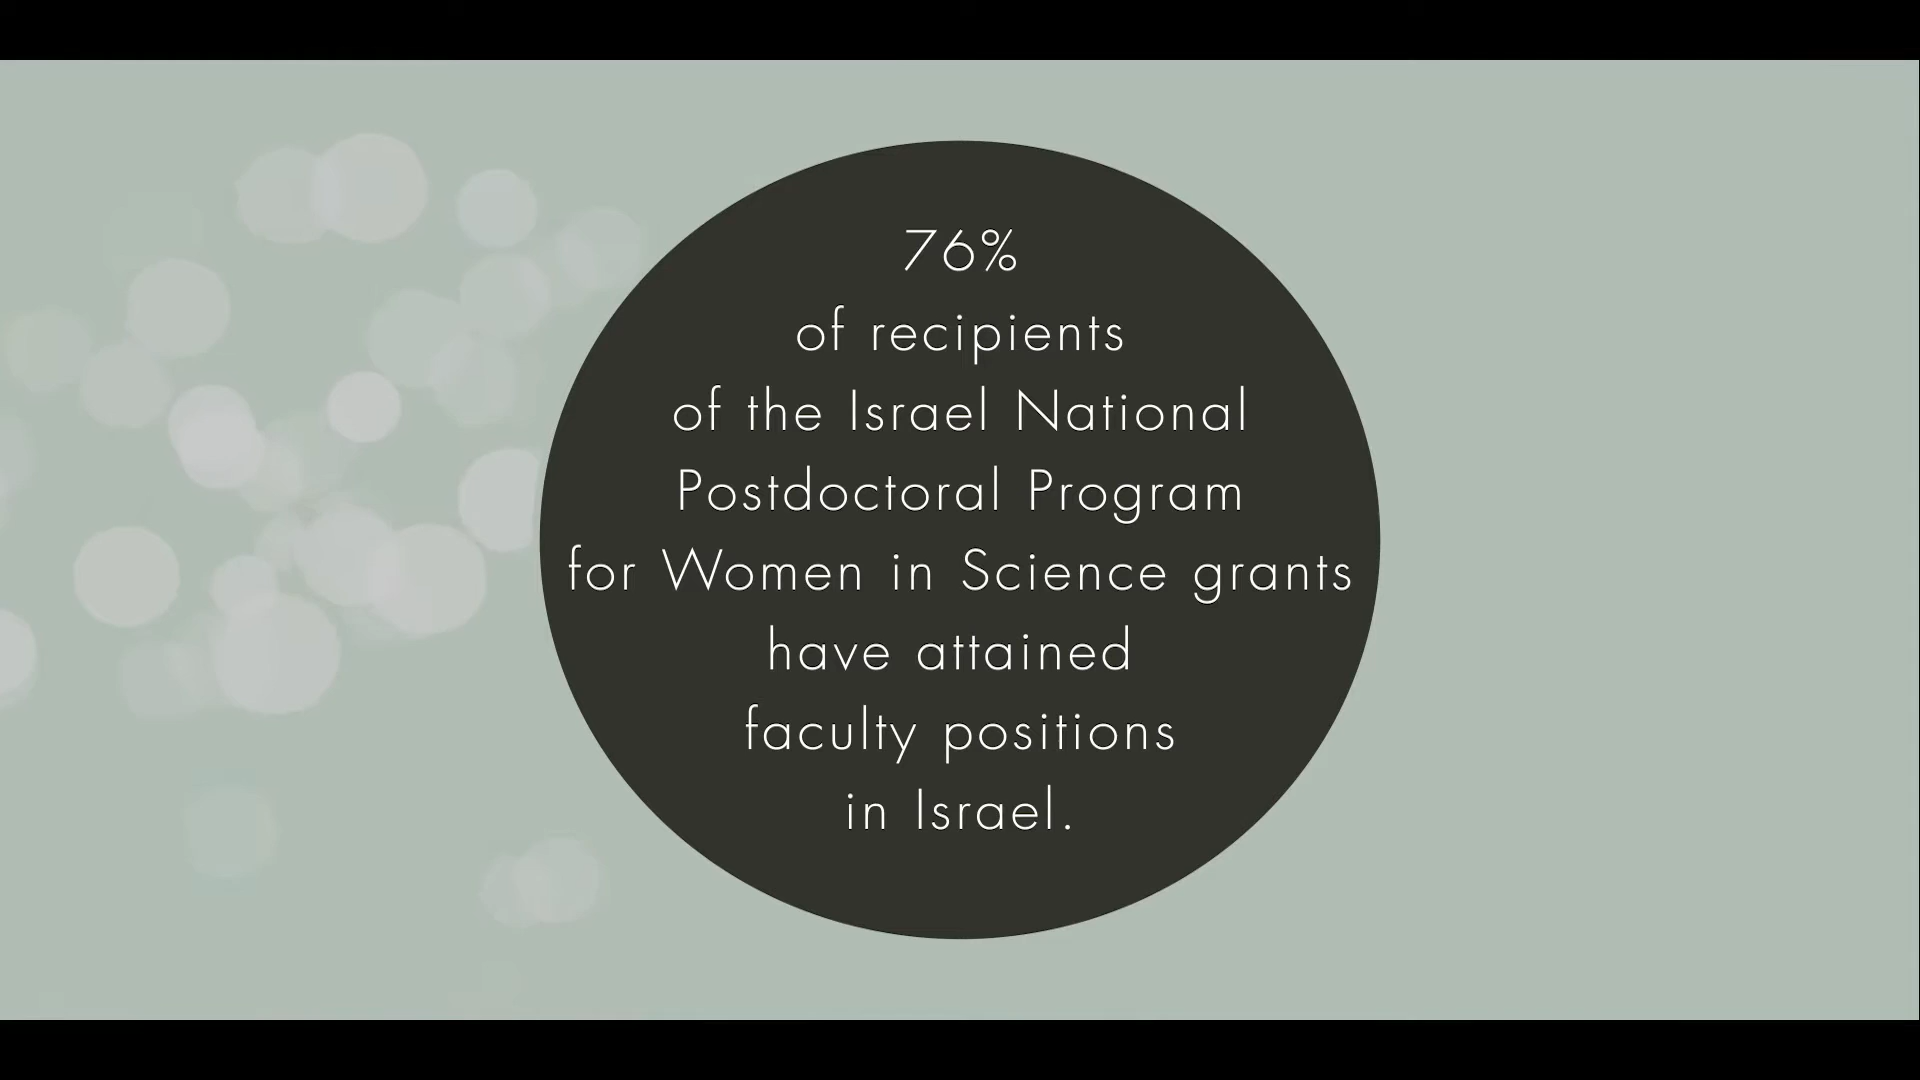 76%
of recipients
of the Israel National
Postdoctoral Program
for Women in Science grants
have attained
faculty positions
in Israel.